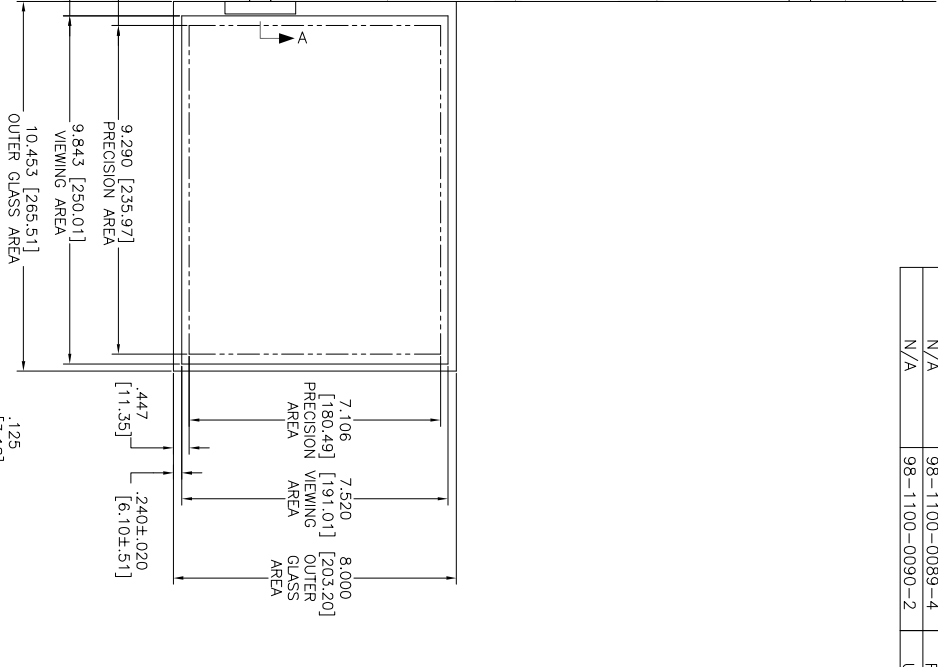 A
9.290 [235.97]
PRECISION AREA
9.843 [250.01]
VIEWING AREA
10.453 [265.51]
OUTER GLASS AREA
.447
[11.35]
.240±.020
[6.10±.51]
7.106
[180.49]
PRECISION
AREA
7.520
[191.01]
VIEWING
AREA
8.000
[203.20]
OUTER
GLASS
AREA
.125
N/A
98-1100-0089-4
N/A
98-1100-0090-2